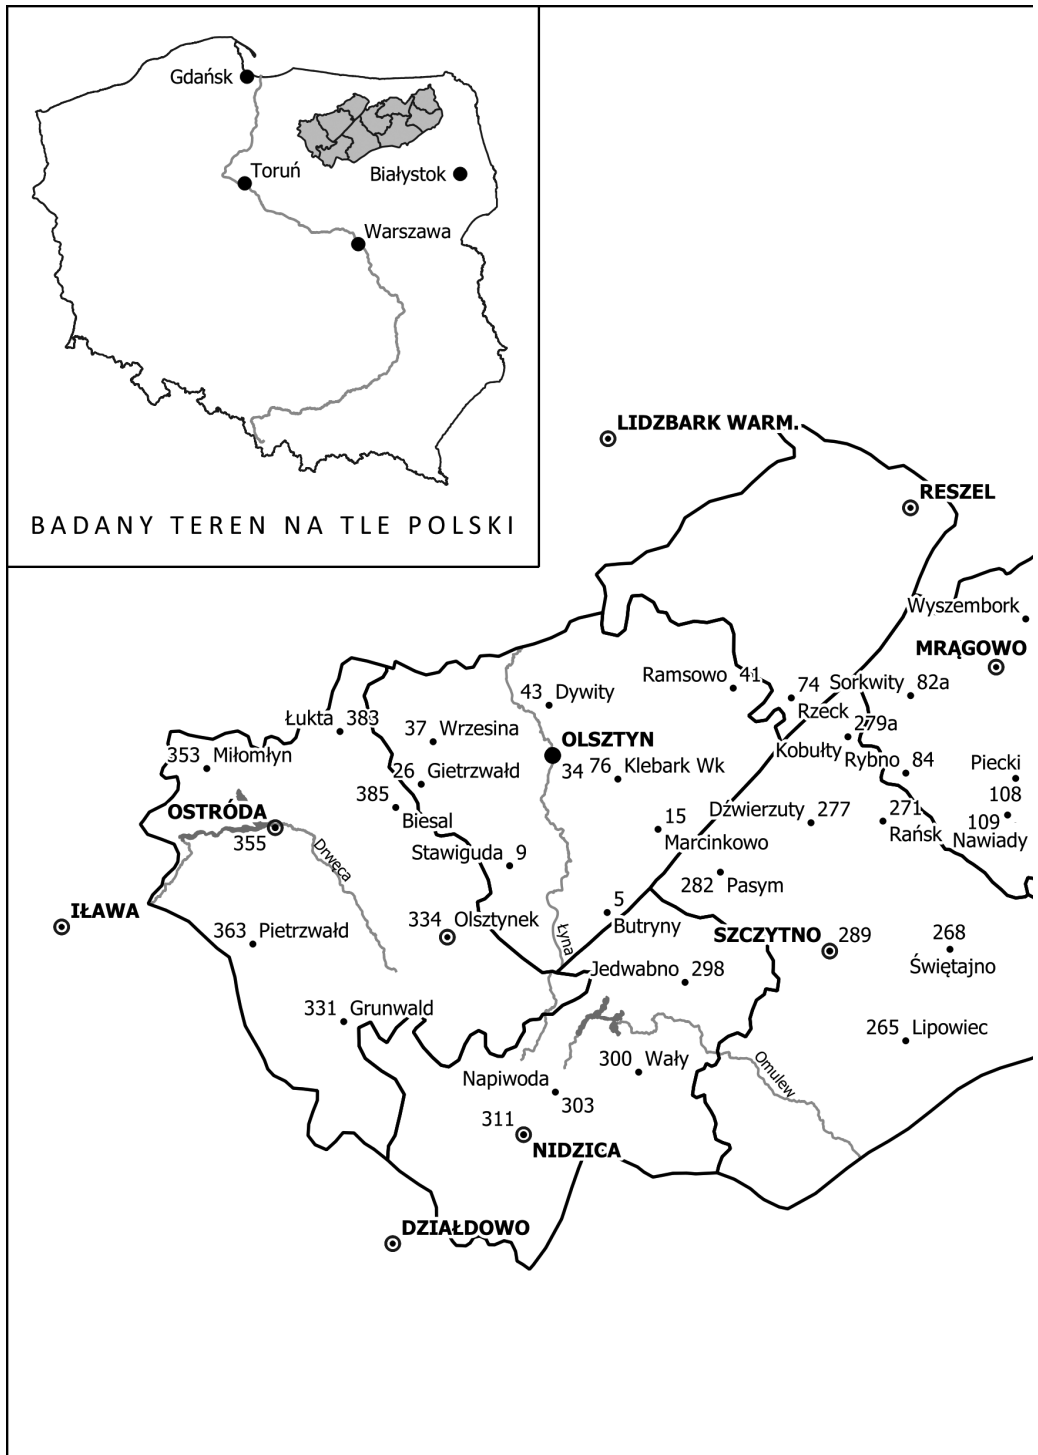 Gdańsk
Toruń
Białystok
Warszawa
BADANY TEREN NA TLE POLSKI
LIDZBARK WARM.
RESZEL
Wyszembork
MRĄGOWO
Ramsowo 41
74 Sorkwity 82a
Rzeck
43 Dywity
Łukta 383
279a
37 Wrzesina
OLSZTYN
34
Kobułty
Rybno 84
353 Miłomłyn
76 Klebark Wk
Piecki
108
26 Gietrzwałd
385
Biesal
OSTRÓDA
355
15
Marcinkowo
Dźwierzuty 277
271
Rańsk
109
Nawiady
Drwęca
Stawiguda 9
282 Pasym
IŁAWA
363 Pietrzwałd
334 Olsztynek
5
Butryny
Łyna
SZCZYTNO 289
268
Świętajno
Jedwabno 298
331 Grunwald
265 Lipowiec
300 Wały
Omulew
Napiwoda
303
311
NIDZICA
DZIAŁDOWO